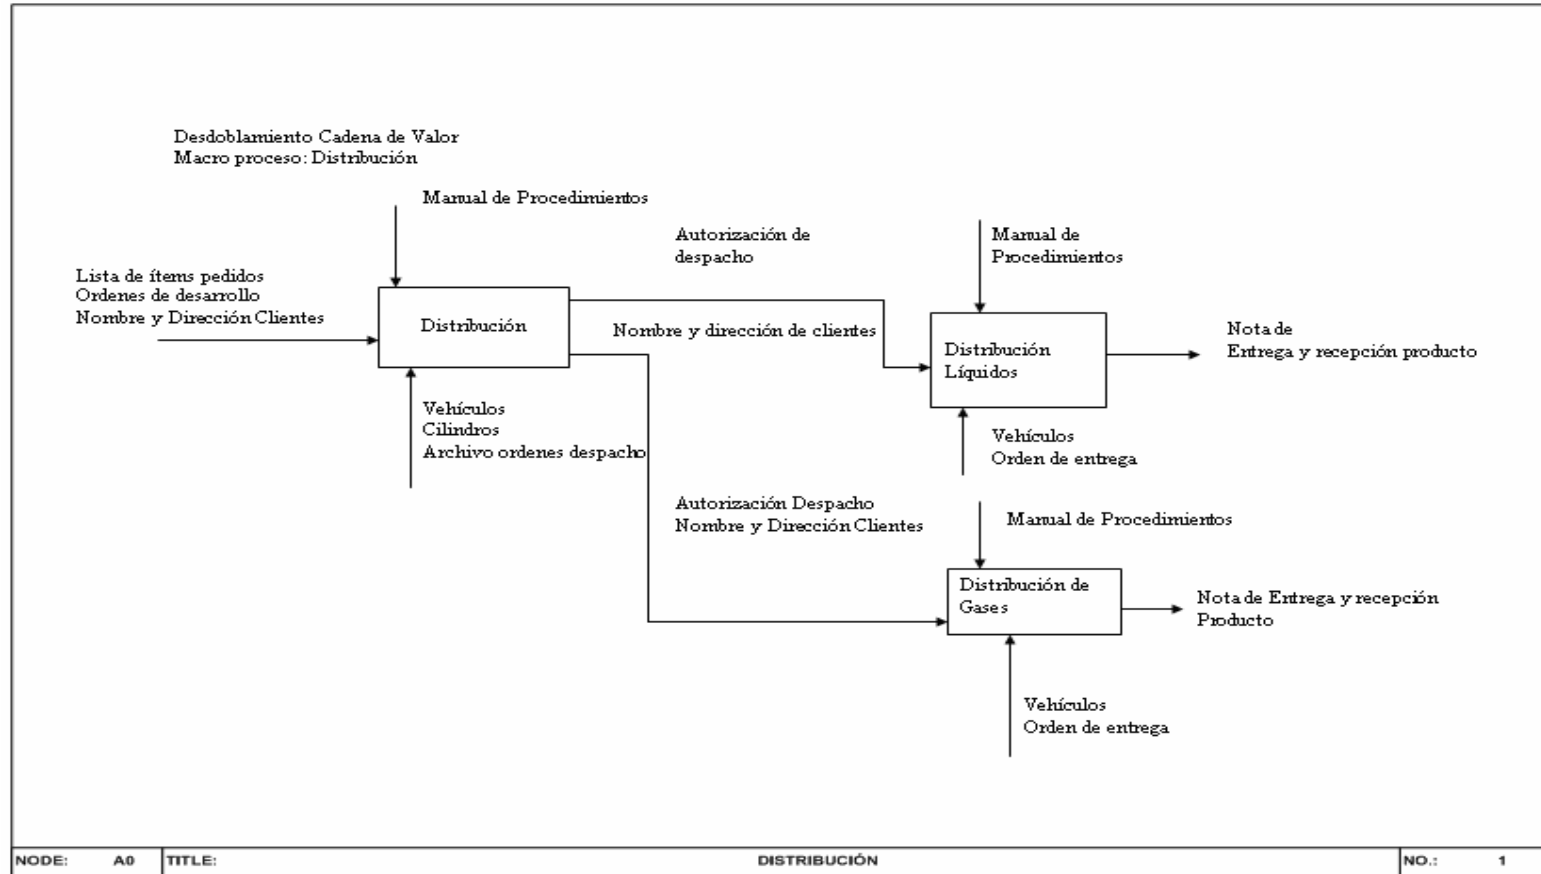 Desdoblamiento Cadena de Valor
Macro proceso: Distribución
Manual de Procedimientos
Lista de ítems pedidos
Ordenes de desarrollo
Nombre y Dirección Clientes
Distribución
Vehículos
Cilindros
Archivo ordenes despacho
Autorización de
despacho
Nombre y dirección de clientes
Manual de
Procedimientos
Distribución
Líquidos
Nota de
Entrega y recepción producto
Vehículos
Orden de entrega
Autorización Despacho
Nombre y Dirección Clientes
Manual de Procedimientos
Distribución de
Gases
Nota de Entrega y recepción
Producto
Vehículos
Orden de entrega
NODE: A0 TITLE: DISTRIBUCIÓN NO.: 1